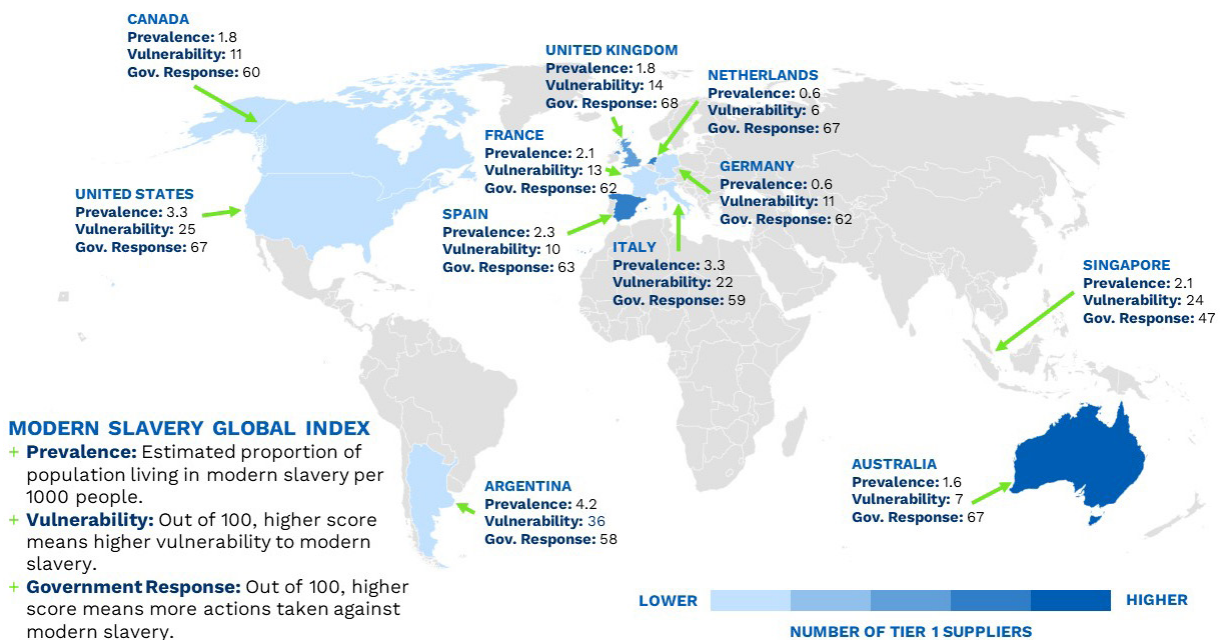 CANADA
Prevalence: 1.8
Vulnerability: 11
Gov. Response: 60
UNITED KINGDOM
Prevalence: 1.8
Vulnerability: 14
Gov. Response: 68
NETHERLANDS
Prevalence: 0.6
Vulnerability: 6
Gov. Response: 67
FRANCE
Prevalence: 2.1
Vulnerability: 13
Gov. Response: 62
GERMANY
Prevalence: 0.6
Vulnerability: 11
Gov. Response: 62
UNITED STATES
Prevalence: 3.3
Vulnerability: 25
Gov. Response: 67
SPAIN
Prevalence: 2.3
Vulnerability: 10
Gov. Response: 63
ITALY
Prevalence: 3.3
Vulnerability: 22
Gov. Response: 59
SINGAPORE
Prevalence: 2.1
Vulnerability: 24
Gov. Response: 47
MODERN SLAVERY GLOBAL INDEX
+ Prevalence: Estimated proportion of
population living in modern slavery per
1000 people.
+ Vulnerability: Out of 100, higher score
means higher vulnerability to modern
slavery.
+ Government Response: Out of 100, higher
score means more actions taken against
modern slavery.
ARGENTINA
Prevalence: 4.2
Vulnerability: 36
Gov. Response: 58
AUSTRALIA
Prevalence: 1.6
Vulnerability: 7
Gov. Response: 67
LOWER HIGHER
NUMBER OF TIER 1 SUPPLIERS